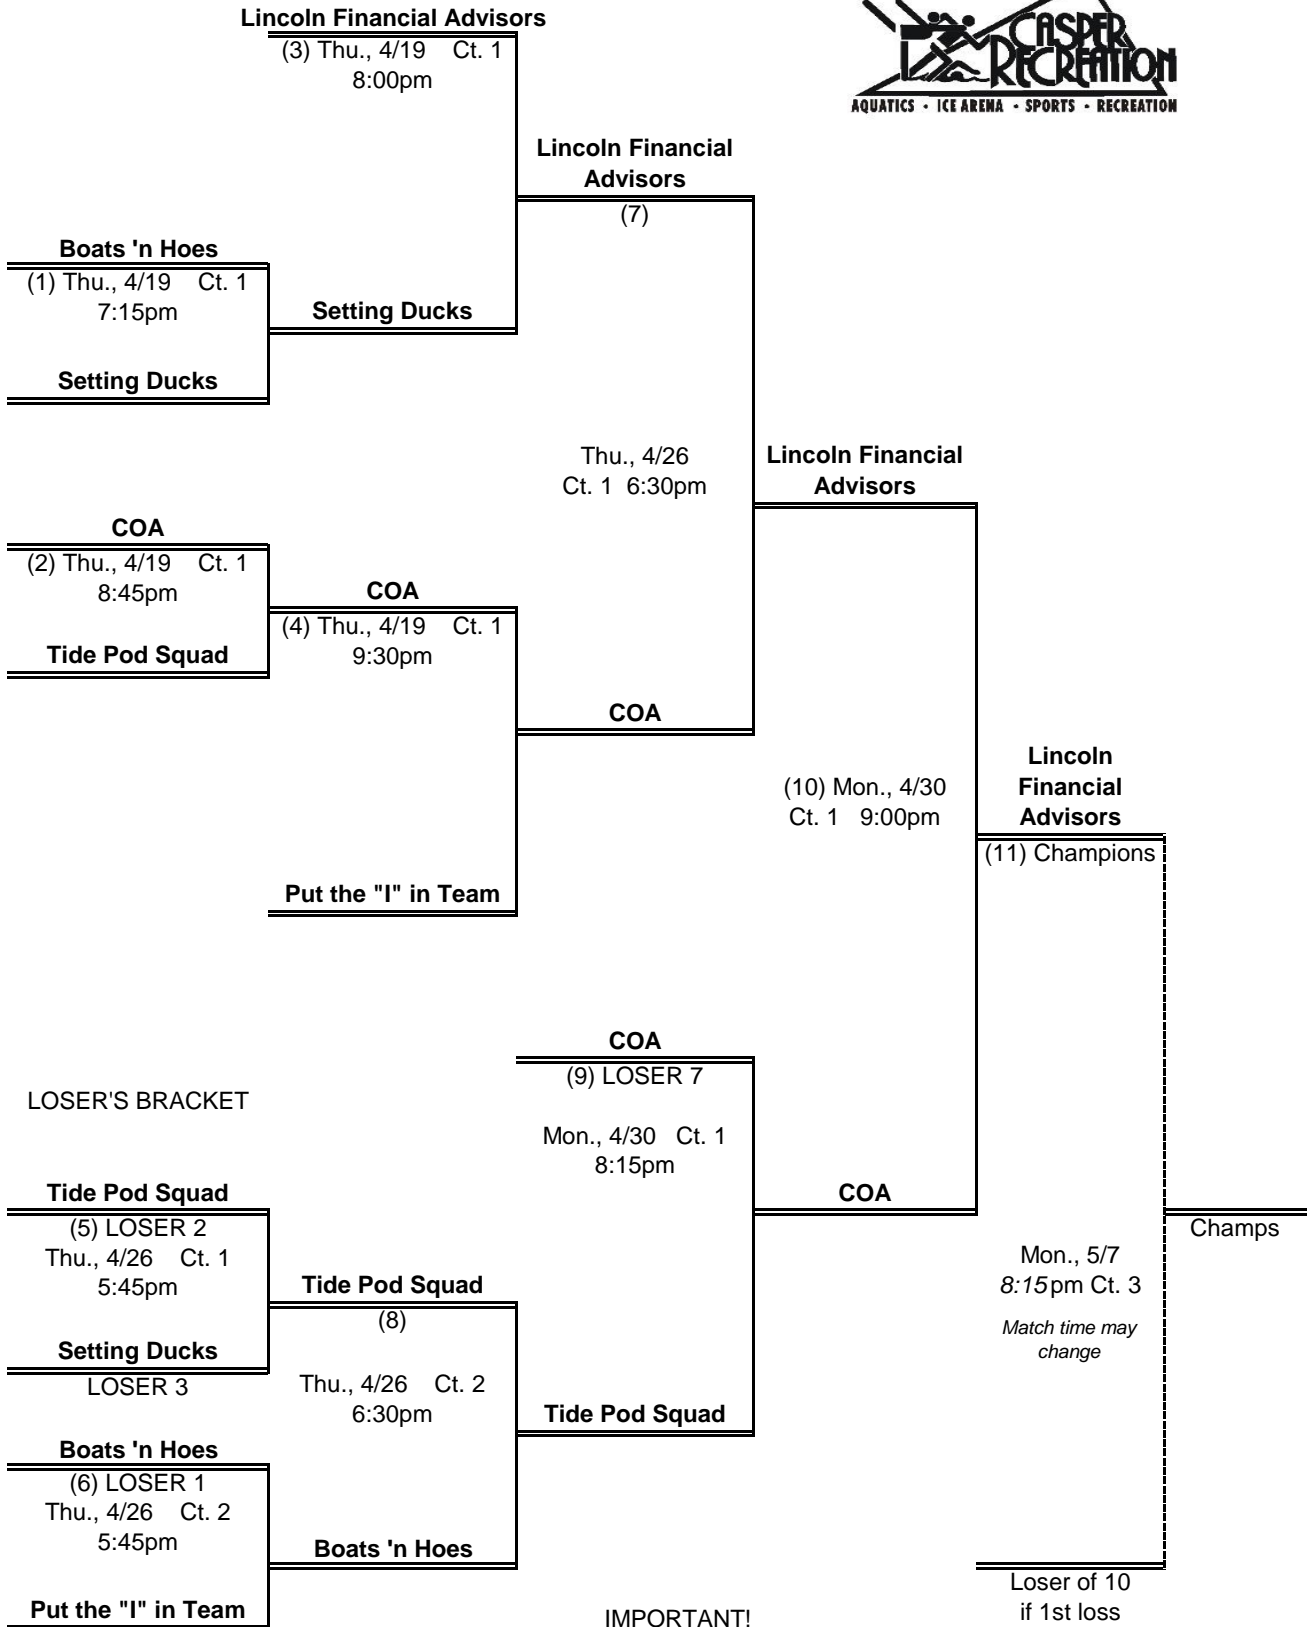 Lincoln Financial Advisors
(3) Thu., 4/19 Ct. 1
8:00pm
CASPER
RECREATION
AQUATICS • ICE ARENA • SPORTS • RECREATION
Lincoln Financial
Advisors
(7)
Boats 'n Hoes
(1) Thu., 4/19 Ct. 1
7:15pm
Setting Ducks
Setting Ducks
Thu., 4/26
Ct. 1 6:30pm
Lincoln Financial
Advisors
COA
(2) Thu., 4/19 Ct. 1
8:45pm
COA
(4) Thu., 4/19 Ct. 1
9:30pm
Tide Pod Squad
COA
(10) Mon., 4/30
Ct. 1 9:00pm
Lincoln
Financial
Advisors
(11) Champions
Put the "I" in Team
COA
(9) LOSER 7
Mon., 4/30 Ct. 1
8:15pm
LOSER'S BRACKET
Tide Pod Squad
(5) LOSER 2
Thu., 4/26 Ct. 1
5:45pm
COA
Champs
Mon., 5/7
8:15pm Ct. 3
Match time may
change
Tide Pod Squad
(8)
Thu., 4/26 Ct. 2
6:30pm
Setting Ducks
LOSER 3
Tide Pod Squad
Boats 'n Hoes
(6) LOSER 1
Thu., 4/26 Ct. 2
5:45pm
Boats 'n Hoes
Put the "I" in Team
Loser of 10
if 1st loss
IMPORTANT!